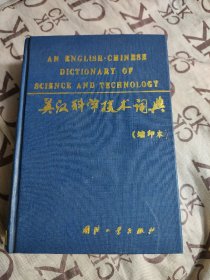 AN ENGLISH-CHINESE
DICTIONARY OF
SCIENCE AND TECHNOLOGY
英汉科学技术词典
(缩印本)
国防工业出版社